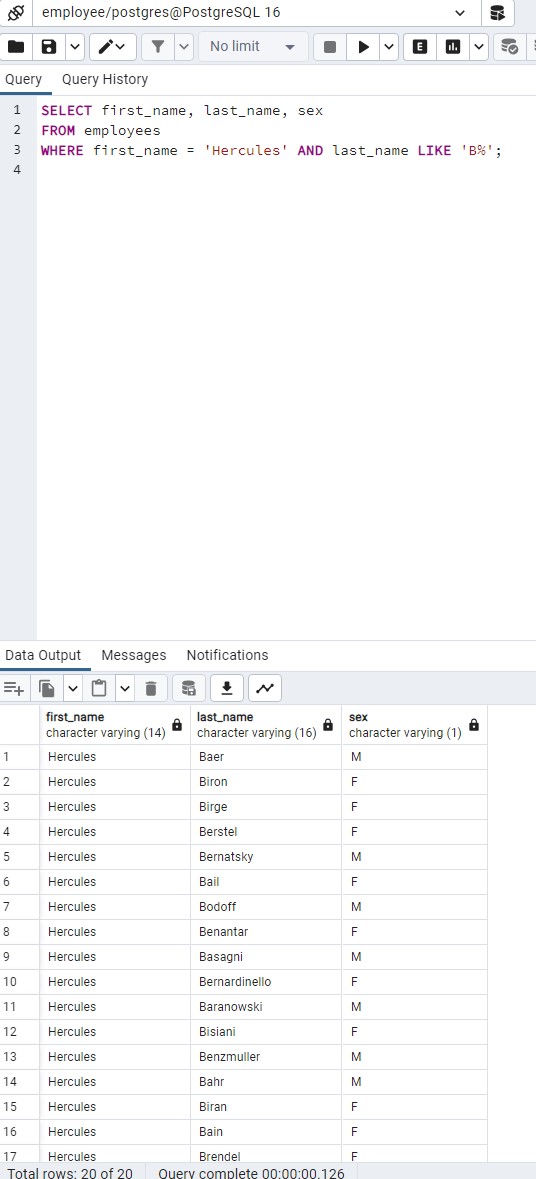 employee/postgres@PostgreSQL 16
No limit
E
Query Query History
1 SELECT first_name, last_name, sex
2 FROM employees
3 WHERE first_name = 'Hercules' AND last_name LIKE 'B%';
4
Data Output Messages Notifications
first_name last_name sex
character varying (14) character varying (16) character varying (1)
1 Hercules Baer M
2 Hercules Biron F
3 Hercules Birge F
4 Hercules Berstel F
5 Hercules Bernatsky M
6 Hercules Bail F
7 Hercules Bodoff M
8 Hercules Benantar F
9 Hercules Basagni M
10 Hercules Bernardinello F
11 Hercules Baranowski M
12 Hercules Bisiani F
13 Hercules Benzmuller M
14 Hercules Bahr M
15 Hercules Biran F
16 Hercules Bain F
17 Hercules Brendel F
Total rows: 20 of 20 Query complete 00:00:00.126